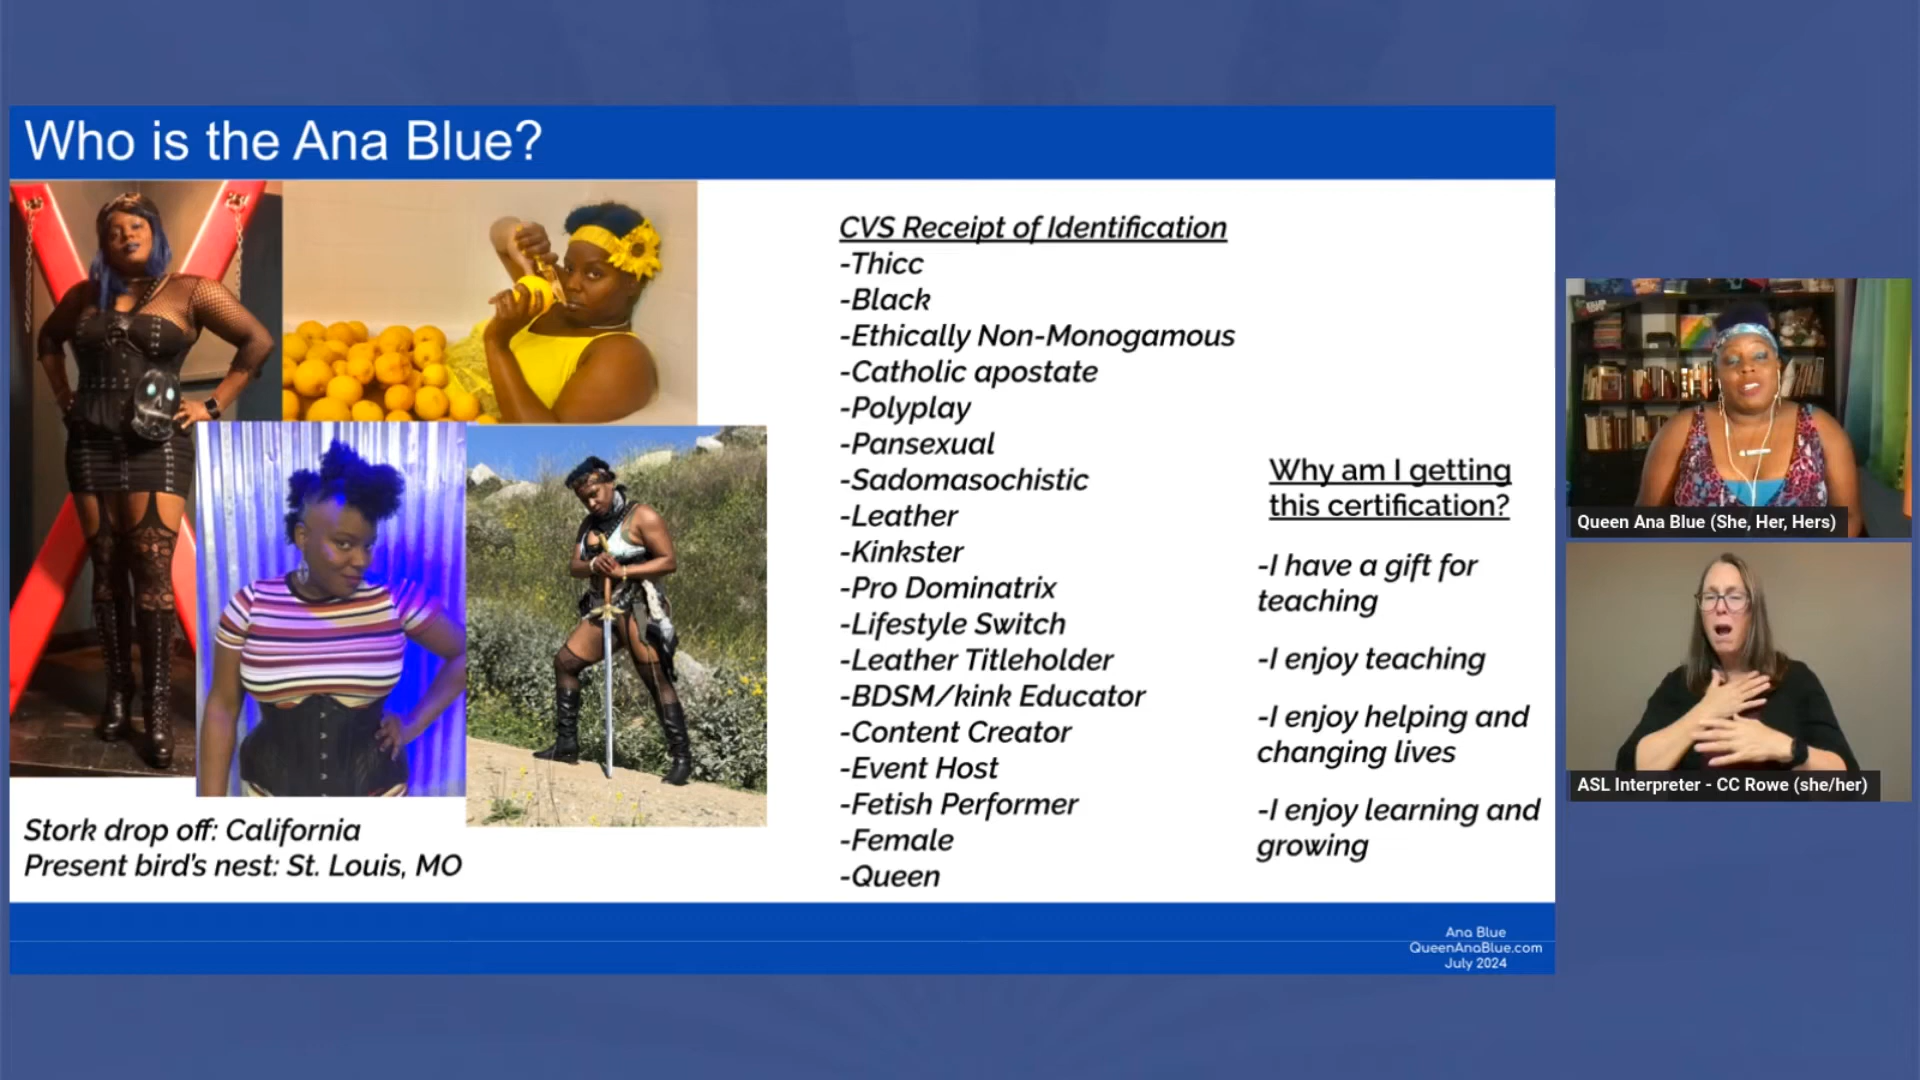 Who is the Ana Blue?
CVS Receipt of Identification
-Thicc
-Black
-Ethically Non-Monogamous
-Catholic apostate
-Polyplay
-Pansexual
-Sadomasochistic
-Leather
-Kinkster
-Pro Dominatrix
-Lifestyle Switch
-Leather Titleholder
-BDSM/kink Educator
-Content Creator
-Event Host
-Fetish Performer
-Female
-Queen
Why am I getting
this certification?
-I have a gift for
teaching
-I enjoy teaching
-I enjoy helping and
changing lives
-I enjoy learning and
growing
Stork drop off: California
Present bird's nest: St. Louis, MO
Ana Blue
QueenAnaBlue.com
July 2024
Queen Ana Blue (She, Her, Hers)
ASL Interpreter - CC Rowe (she/her)